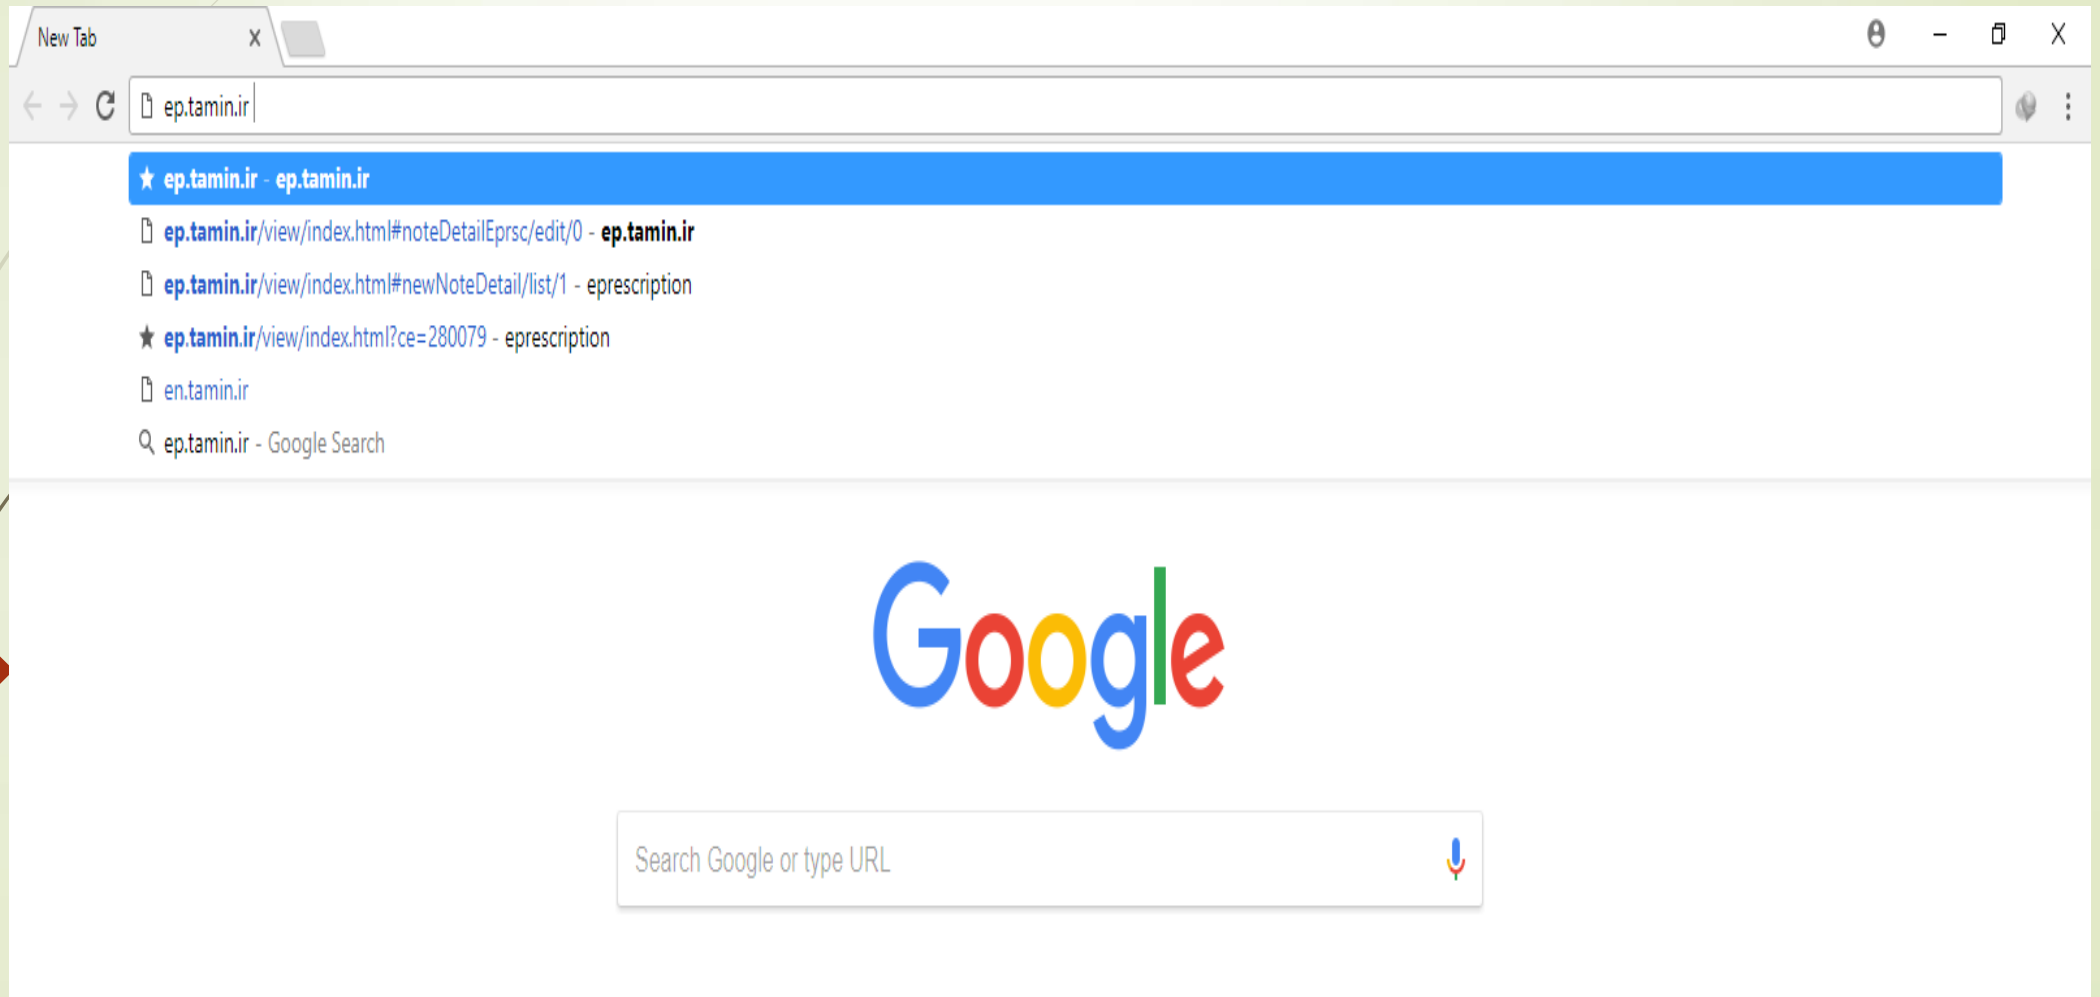 New Tab
ep.tamin.ir
ep.tamin.ir - ep.tamin.ir
ep.tamin.ir/view/index.html#noteDetailEprsc/edit/0 - ep.tamin.ir
ep.tamin.ir/view/index.html#newNoteDetail/list/1 - eprescription
ep.tamin.ir/view/index.html?ce=280079 - eprescription
en.tamin.ir
ep.tamin.ir - Google Search
Google
Search Google or type URL